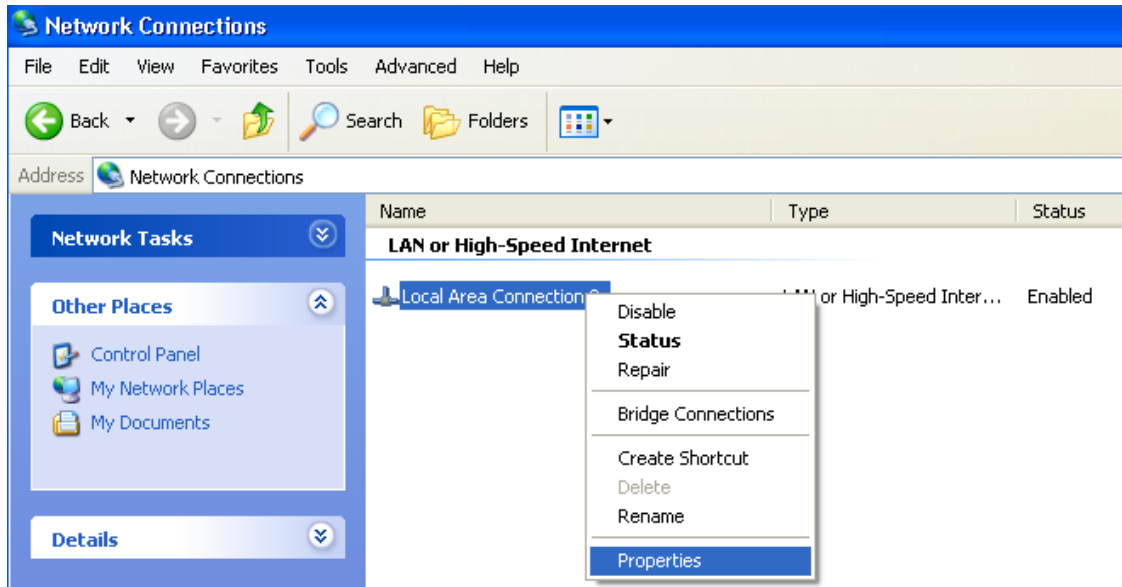 Network Connections
File Edit View Favorites Tools Advanced Help
Back Search Folders
Address Network Connections
Name Type Status
Network Tasks
LAN or High-Speed Internet
Other Places
Control Panel
My Network Places
My Documents
Details
Local Area Connection or High-Speed Inter... Enabled
Disable
Status
Repair
Bridge Connections
Create Shortcut
Delete
Rename
Properties